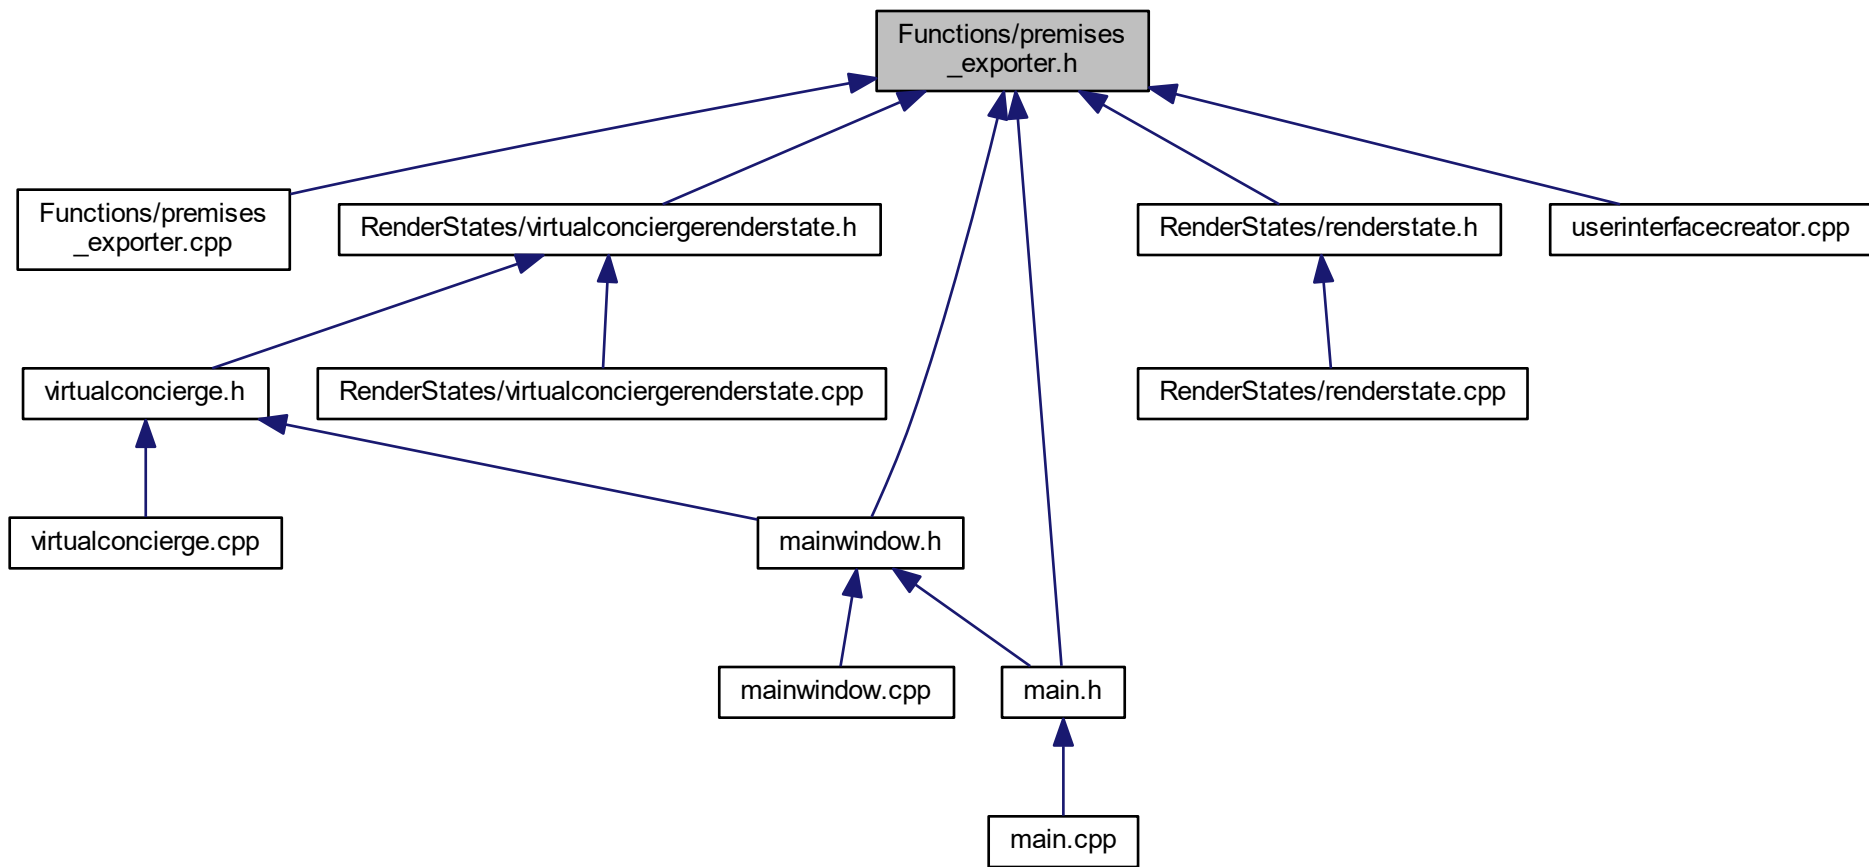 Functions/premises
_exporter.h
Functions/premises
_exporter.cpp
RenderStates/virtualconciergerenderstate.h
RenderStates/renderstate.h
userinterfacecreator.cpp
virtualconcierge.h
RenderStates/virtualconciergerenderstate.cpp
RenderStates/renderstate.cpp
virtualconcierge.cpp
mainwindow.h
mainwindow.cpp
main.h
main.cpp